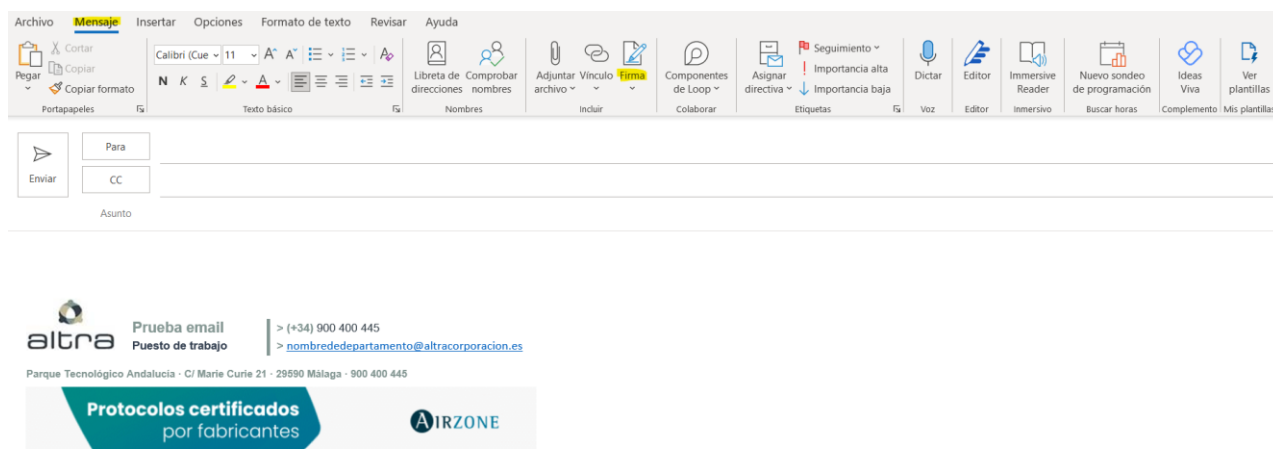 Archivo Mensaje Insertar Opciones Formato de texto Revisar Ayuda
Pegar
Cortar
Copiar
Copiar formato
Portapapeles
Calibri (Cue 11
N K S
Texto básico
Libreta de direcciones
Comprobar nombres
Nombres
Adjuntar archivo
Vínculo
Firma
Incluir
Componentes de Loop
Colaborar
Asignar directiva
Seguimiento
Importancia alta
Importancia baja
Etiquetas
Dictar
Voz
Editor
Editor
Immersive Reader
Inmersivo
Nuevo sondeo de programación
Buscar horas
Ideas Viva
Complemento
Ver plantillas
Mis plantillas
Enviar
Para
CC
Asunto
altra
Prueba email
Puesto de trabajo
> (+34) 900 400 445
> nombrededepartamento@altracorporacion.es
Parque Tecnológico Andalucía · C/ Marie Curie 21 · 29590 Málaga · 900 400 445
Protocolos certificados
por fabricantes
AIRZONE